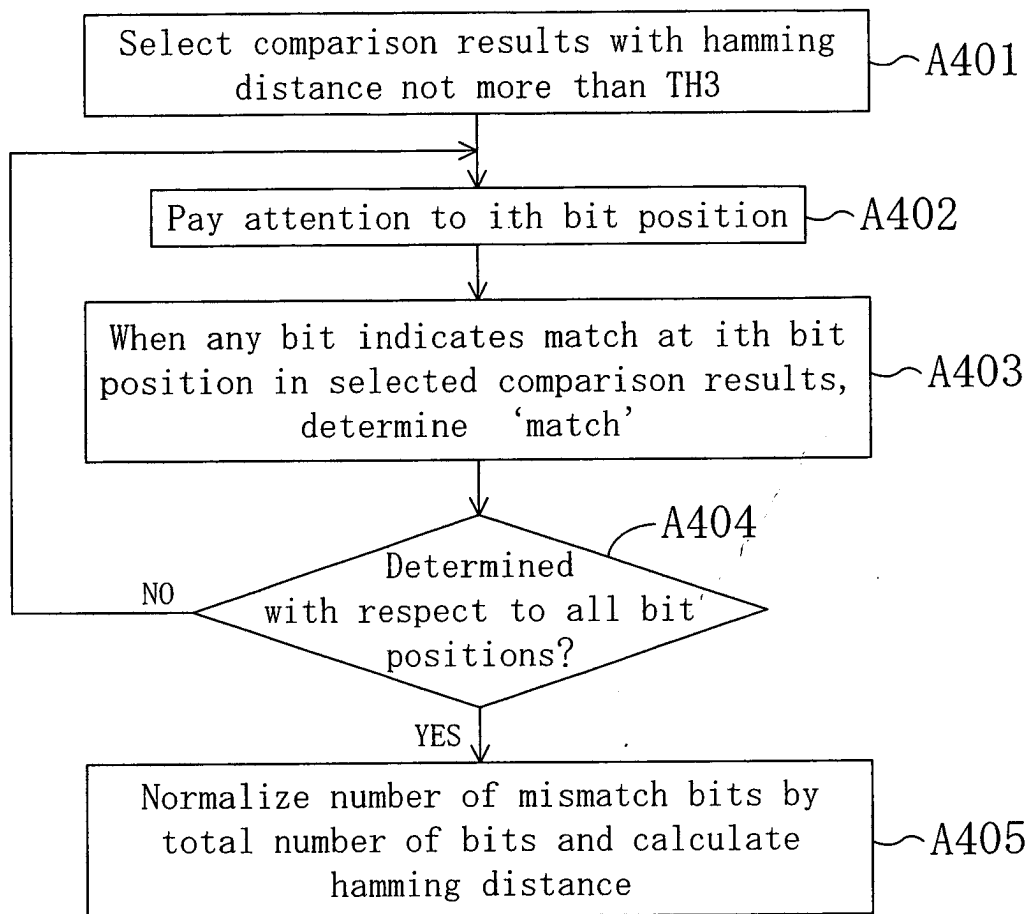 Select comparison results with hamming
distance not more than TH3
A401
Pay attention to ith bit position
A402
When any bit indicates match at ith bit
position in selected comparison results,
determine ‘match’
A403
A404
Determined
with respect to all bit
positions?
NO
YES
Normalize number of mismatch bits by
total number of bits and calculate
hamming distance
A405